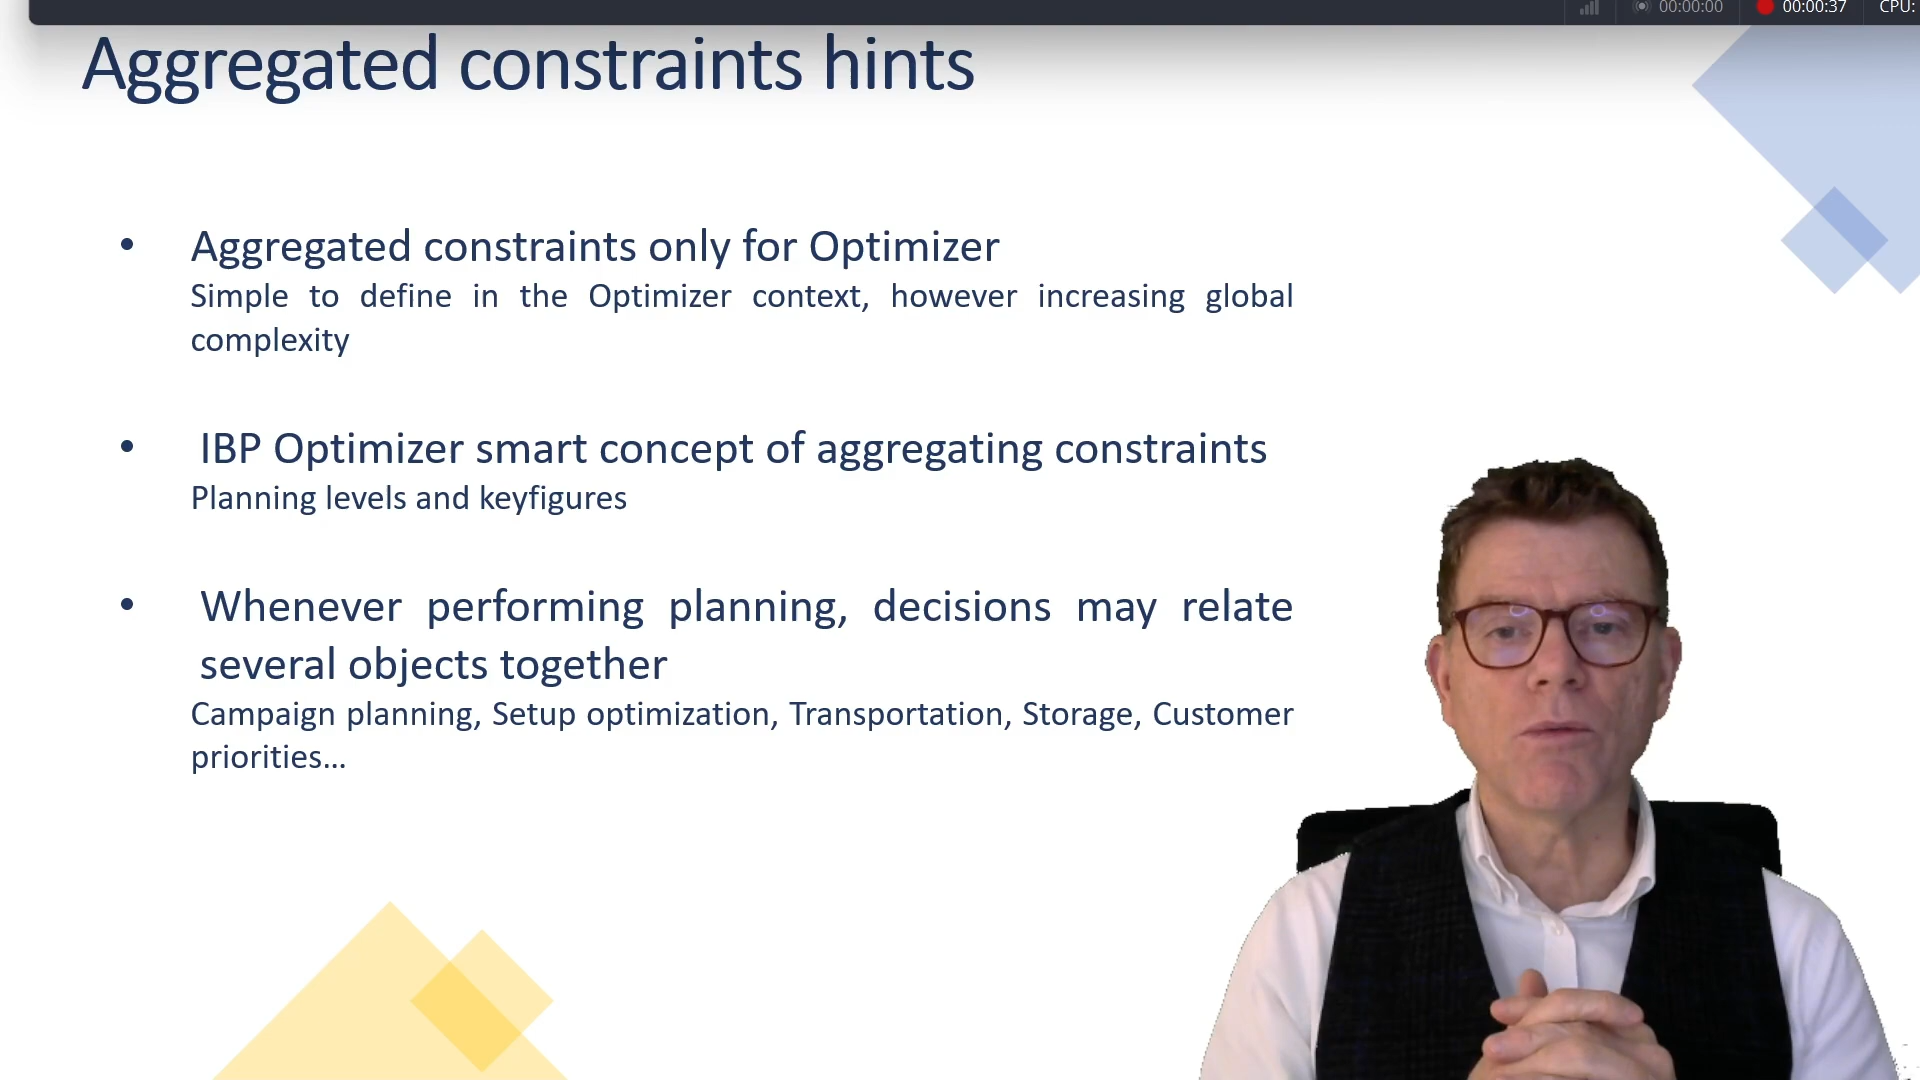 00:00:00 00:00:37 CPU:
Aggregated constraints hints
• Aggregated constraints only for Optimizer
Simple to define in the Optimizer context, however increasing global
complexity
• IBP Optimizer smart concept of aggregating constraints
Planning levels and keyfigures
• Whenever performing planning, decisions may relate
several objects together
Campaign planning, Setup optimization, Transportation, Storage, Customer
priorities...